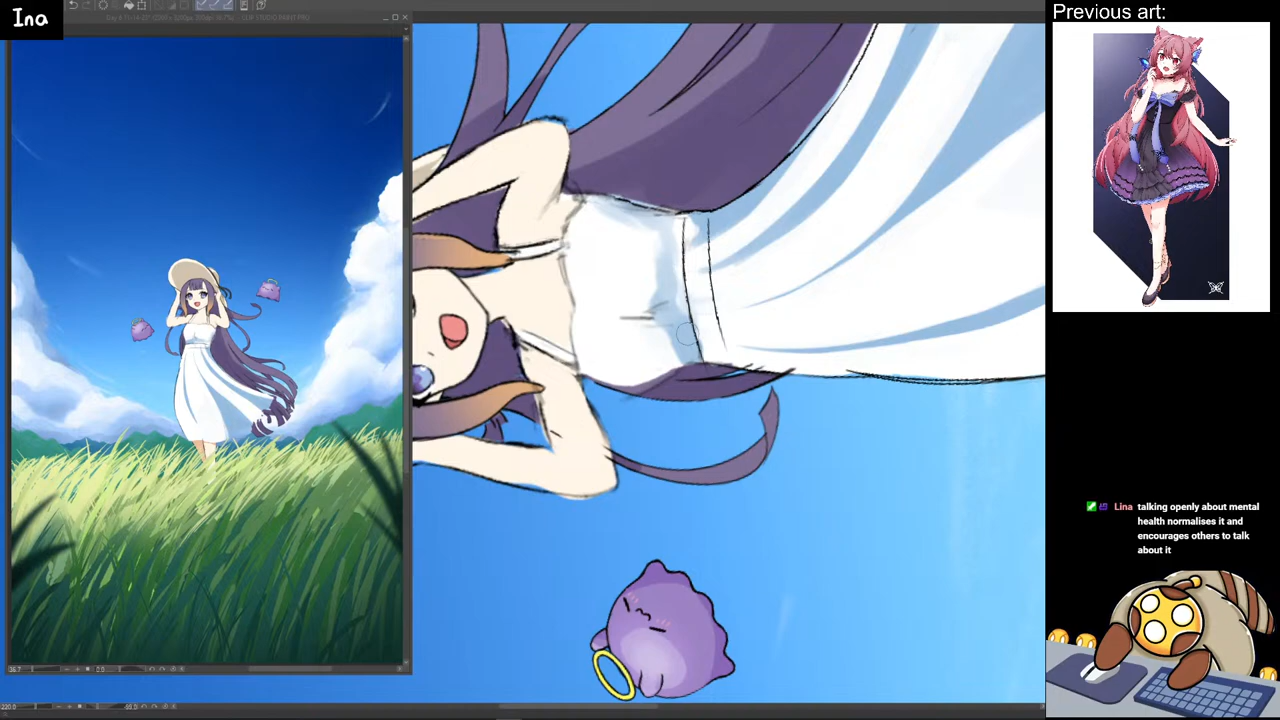 Ina
Previous art:
Lina talking openly about mental
health normalises it and
encourages others to talk
about it